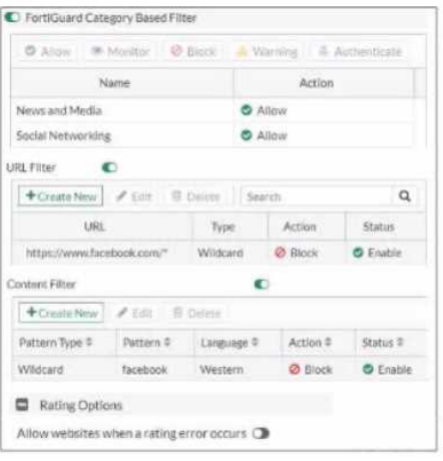 FortiGuard Category Based Filter
Allow Monitor Block Warning Authenticate
Name Action
News and Media Allow
Social Networking Allow
URL Filter
+Create New Edit Delete Search
URL Type Action Status
https://www.facebook.com/* Wildcard Block Enable
Content Filter
+Create New Edit Delete
Pattern Type Pattern Language Action Status
Wildcard facebook Western Block Enable
Rating Options
Allow websites when a rating error occurs